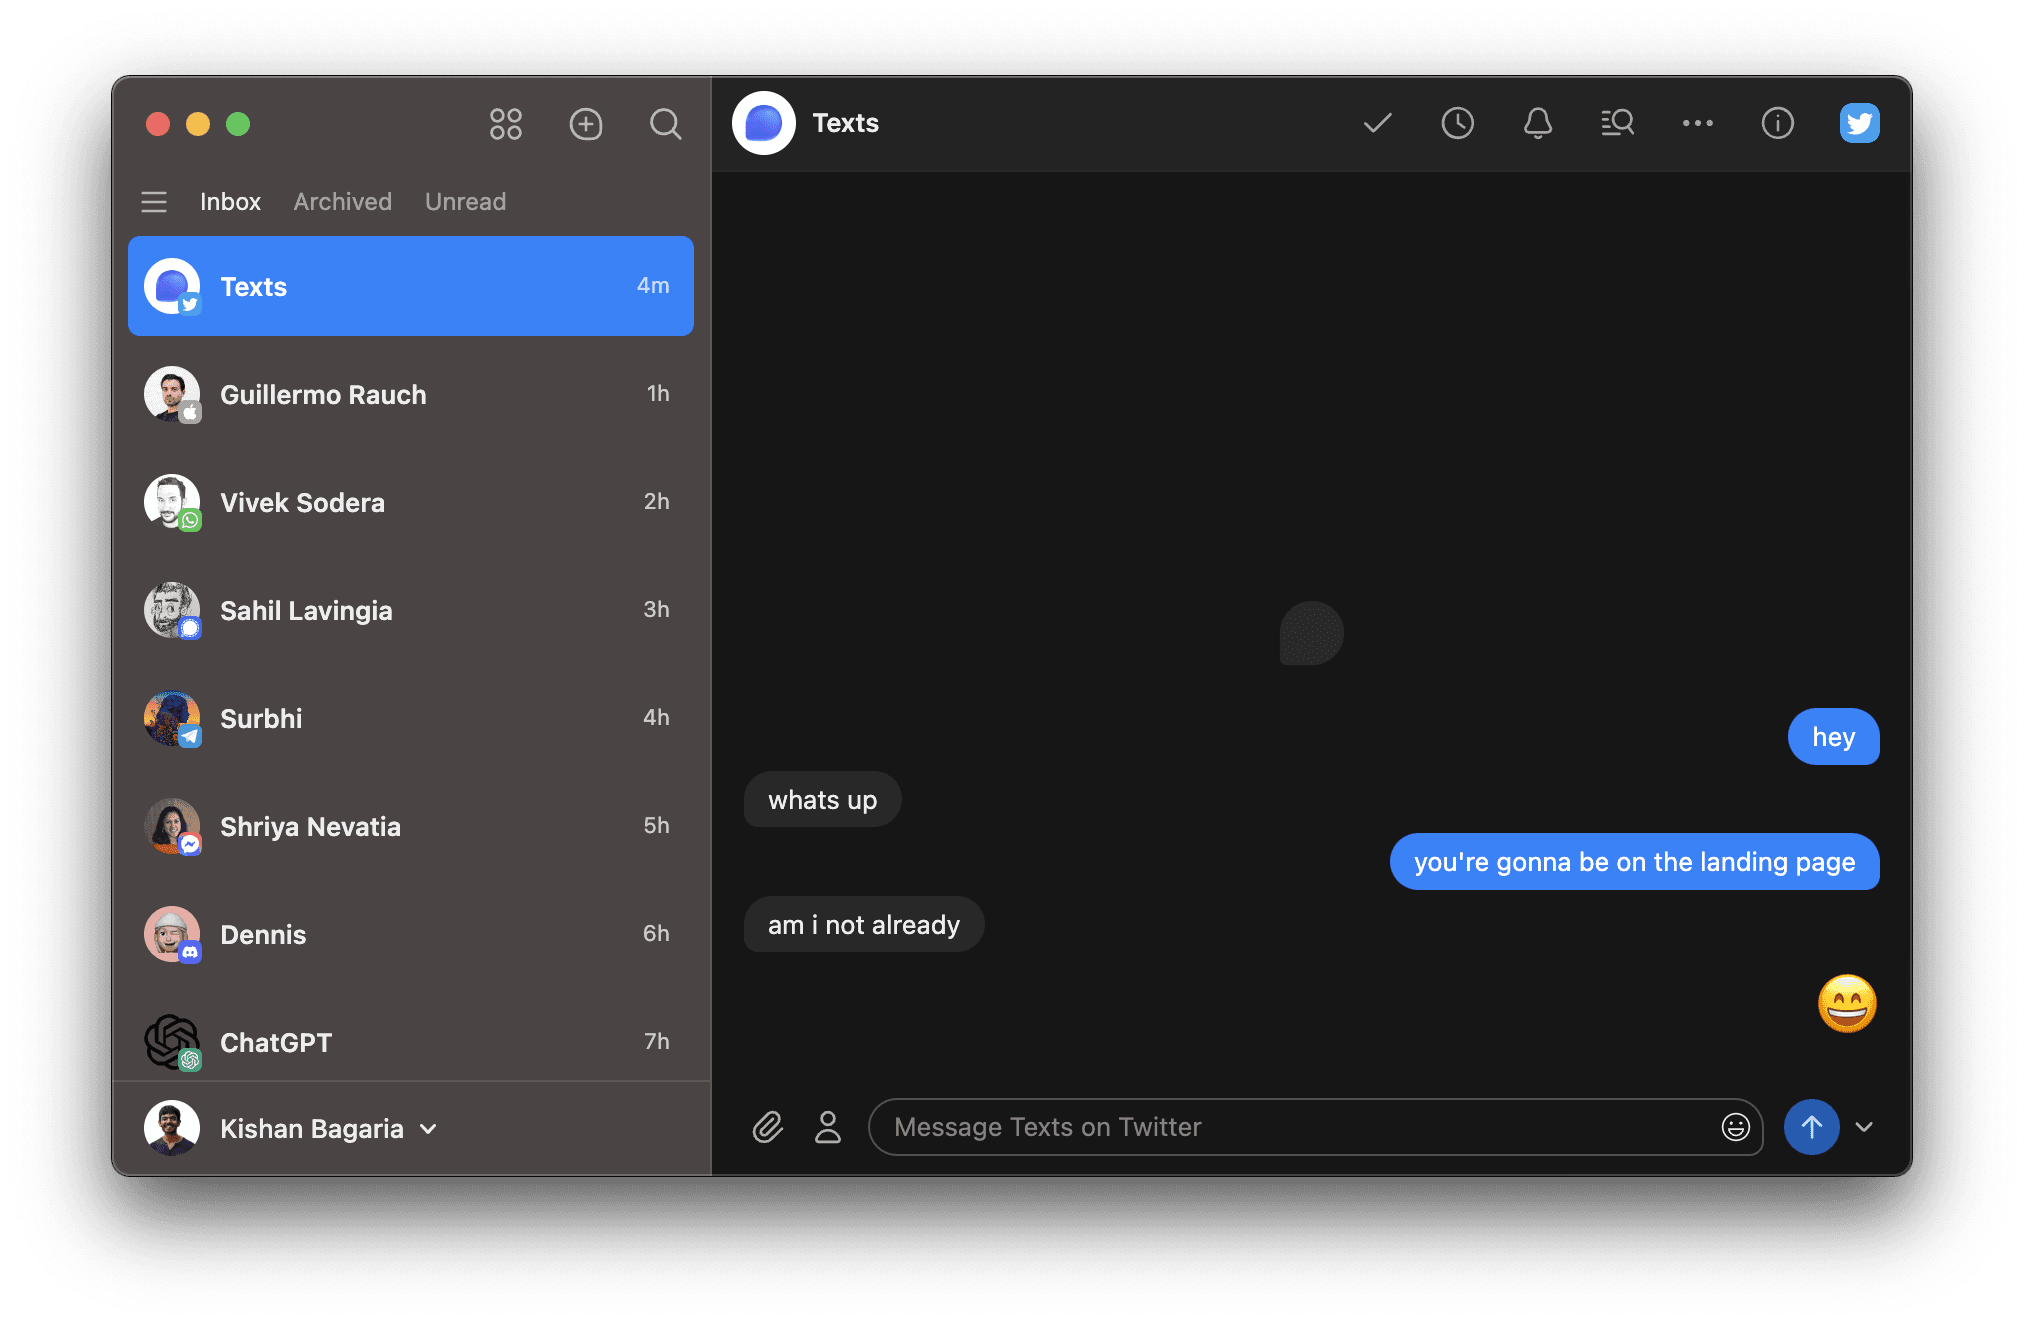 Inbox Archived Unread
Texts 4m
Guillermo Rauch 1h
Vivek Sodera 2h
Sahil Lavingia 3h
Surbhi 4h
Shriya Nevatia 5h
Dennis 6h
ChatGPT 7h
Kishan Bagaria
Texts
hey
whats up
you're gonna be on the landing page
am i not already
😄
Message Texts on Twitter